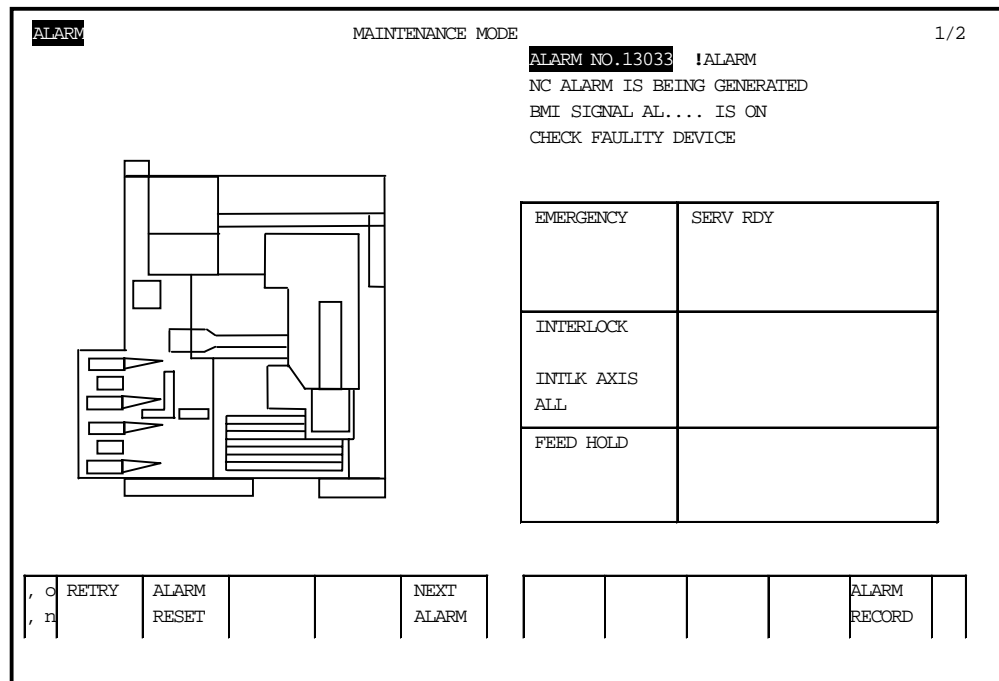 ALARM MAINTENANCE MODE 1/2
ALARM NO.13033 !ALARM
NC ALARM IS BEING GENERATED
BMI SIGNAL AL.... IS ON
CHECK FAULITY DEVICE
EMERGENCY SERV RDY
INTERLOCK
INTLK AXIS
ALL
FEED HOLD
, o RETRY ALARM NEXT ALARM
, n RESET ALARM RECORD